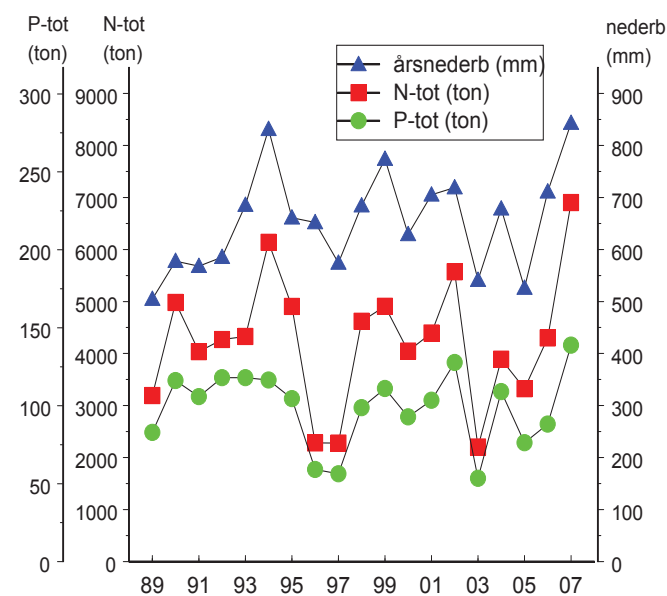 P-tot N-tot nederb
(ton) (ton) (mm)
årsnederb (mm)
N-tot (ton)
P-tot (ton)
300 9000 900
8000 800
250
7000 700
200 6000 600
5000 500
150
4000 400
100 3000 300
2000 200
50
1000 100
0 0 0
89 91 93 95 97 99 01 03 05 07